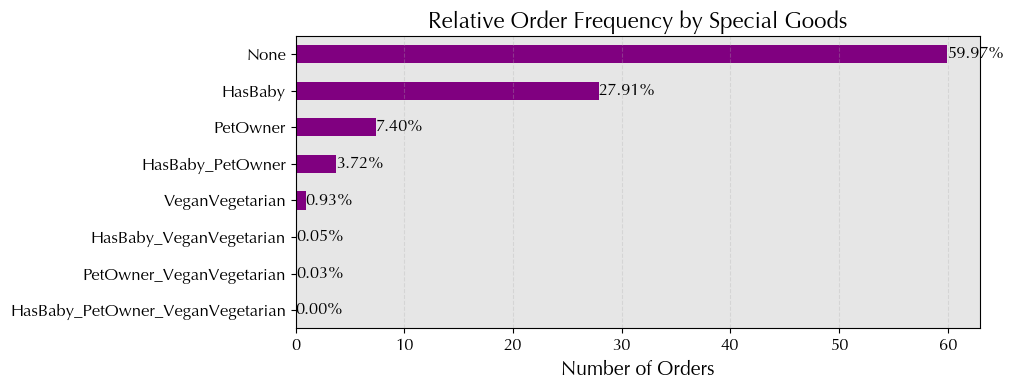 Relative Order Frequency by Special Goods
None 59.97%
HasBaby 27.91%
PetOwner 7.40%
HasBaby_PetOwner 3.72%
VeganVegetarian 0.93%
HasBaby_VeganVegetarian 0.05%
PetOwner_VeganVegetarian 0.03%
HasBaby_PetOwner_VeganVegetarian 0.00%
0 10 20 30 40 50 60
Number of Orders